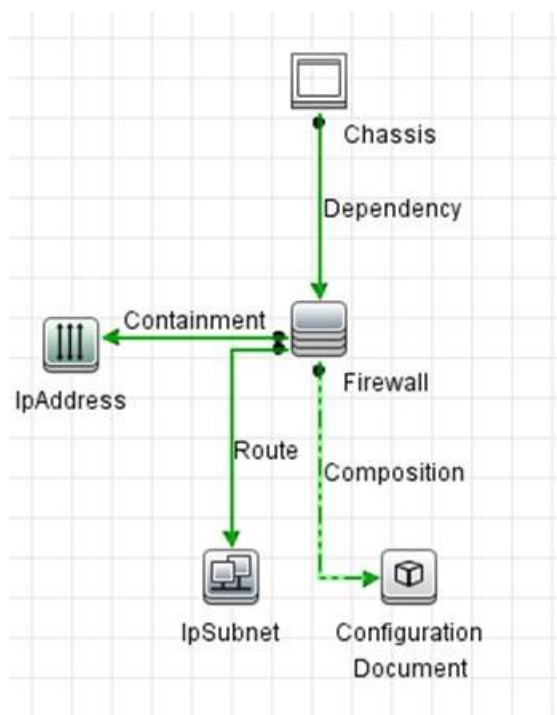 Chassis
Dependency
Containment
IpAddress
Firewall
Route
Composition
IpSubnet
Configuration
Document